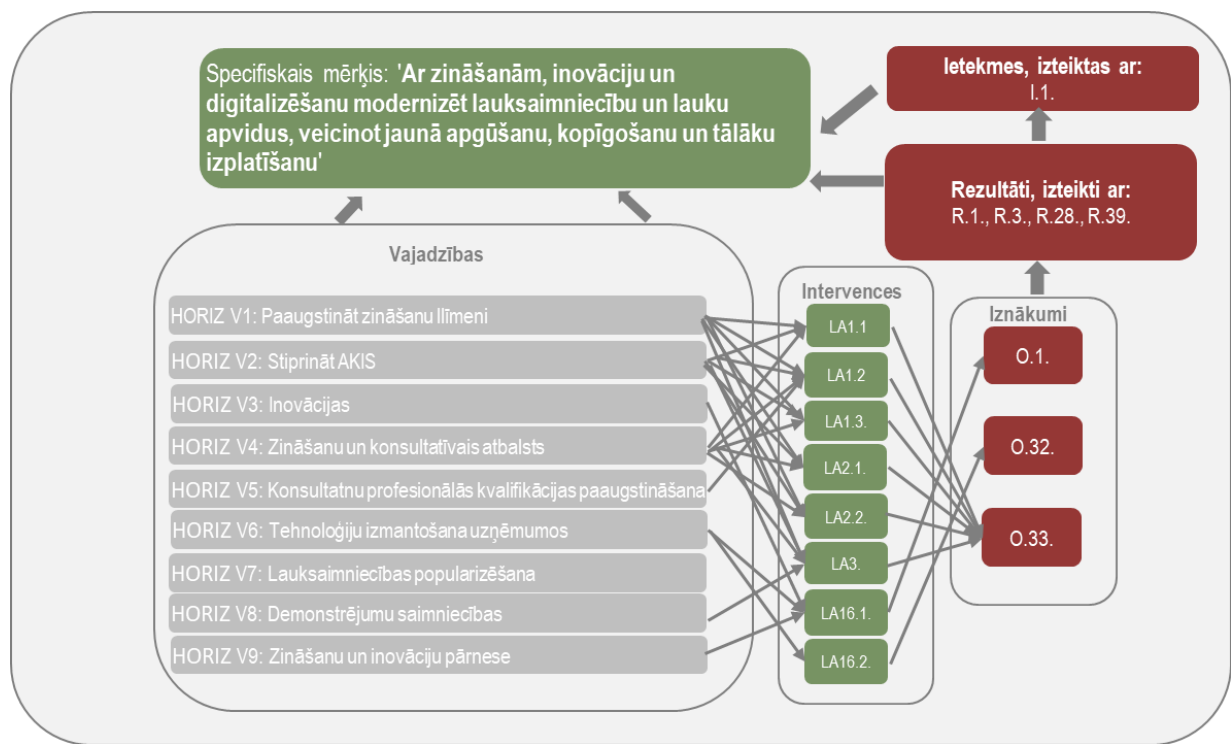 Specifiskais mērķis: 'Ar zināšanām, inovāciju un
digitalizēšanu modernizēt lauksaimniecību un lauku
apvidus, veicinot jaunā apgūšanu, kopīgošanu un tālāku
izplatīšanu'
Ietekmes, izteiktas ar:
I.1.
Rezultāti, izteikti ar:
R.1., R.3., R.28., R.39.
Vajadzības
HORIZ V1: Paaugstināt zināšanu līlmeni
HORIZ V2: Stiprināt AKIS
HORIZ V3: Inovācijas
HORIZ V4: Zināšanu un konsultatīvais atbalsts
HORIZ V5: Konsultatnu profesionālās kvalifikācijas paaugstināšana
HORIZ V6: Tehnoloģiju izmantošana uzņēmumos
HORIZ V7: Lauksaimniecības popularizēšana
HORIZ V8: Demonstrējumu saimniecības
HORIZ V9: Zināšanu un inovāciju pārnese
Intervences
LA1.1
LA1.2
LA1.3.
LA2.1.
LA2.2.
LA3.
LA16.1.
LA16.2.
Iznākumi
O.1.
O.32.
O.33.